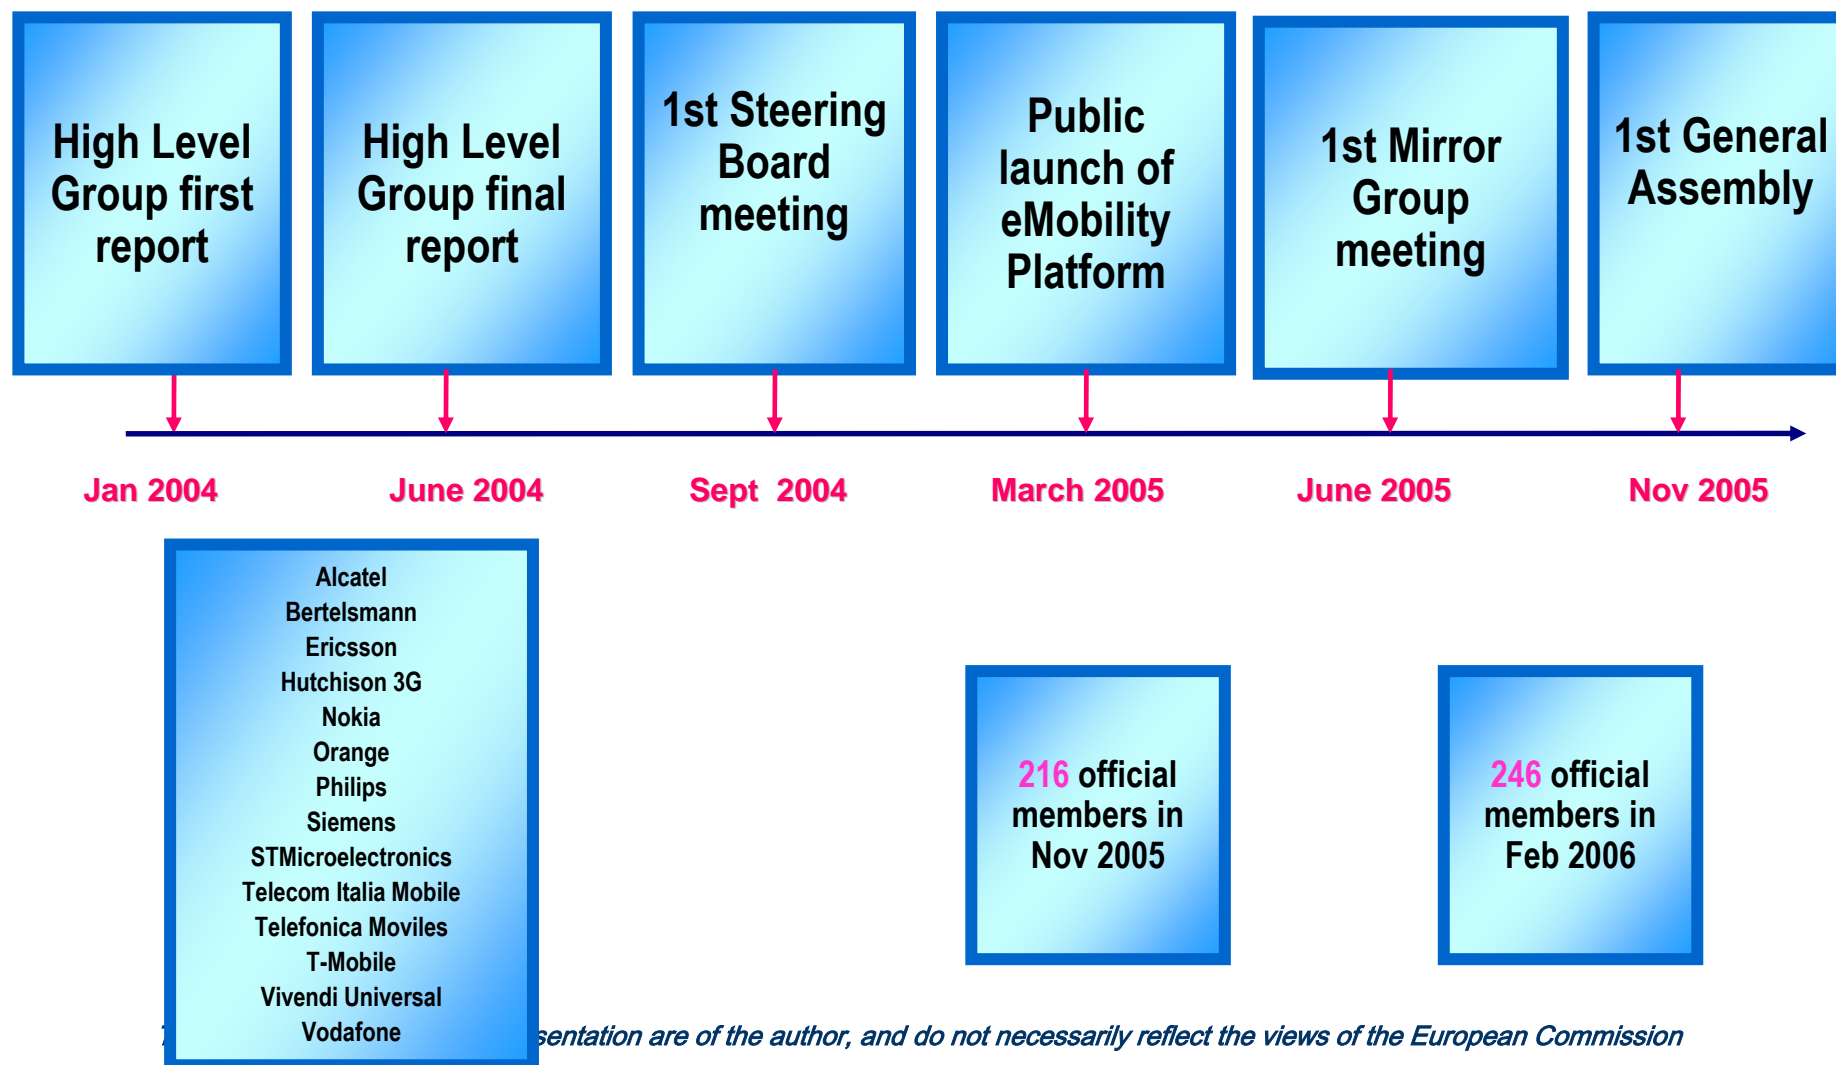 High Level
Group first
report
High Level
Group final
report
1st Steering
Board
meeting
Public
launch of
eMobility
Platform
1st Mirror
Group
meeting
1st General
Assembly
Jan 2004
June 2004
Sept  2004
March 2005
June 2005
Nov 2005
Alcatel
Bertelsmann
Ericsson
Hutchison 3G
Nokia
Orange
Philips
Siemens
STMicroelectronics
Telecom Italia Mobile
Telefonica Moviles
T-Mobile
Vivendi Universal
Vodafone
216 official
members in
Nov 2005
246 official
members in
Feb 2006
are of the author, and do not necessarily reflect the views of the European Commission